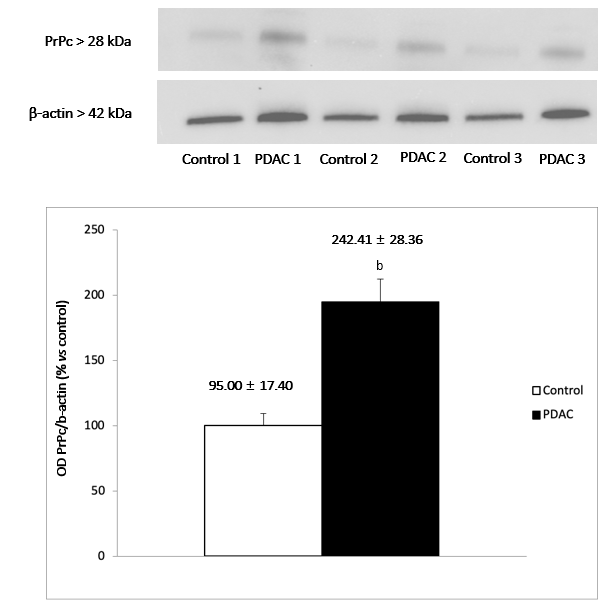 PrPc > 28 kDa
β-actin > 42 kDa
Control 1 PDAC 1 Control 2 PDAC 2 Control 3 PDAC 3
242.41 ± 28.36
b
95.00 ± 17.40
OD PrPc/b-actin (% vs control)
250
200
150
100
50
0
Control
PDAC